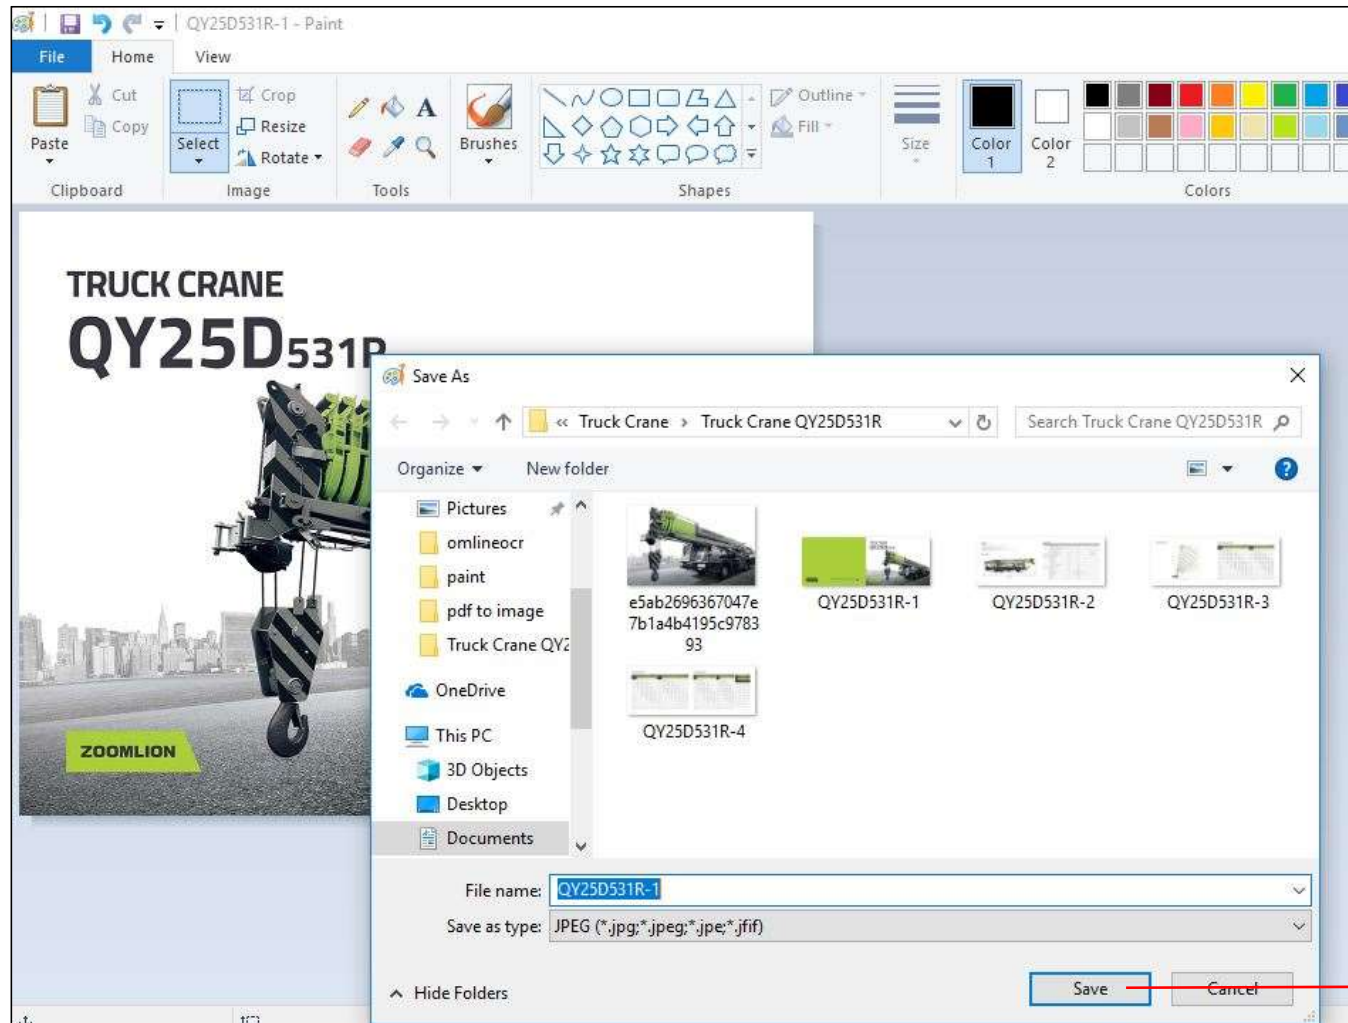 QY25D531R-1 - Paint
File Home View
Cut
Copy
Paste
Clipboard
Select
Crop
Resize
Rotate
Image
A
Tools
Brushes
Outline
Fill
Shapes
Size
Color 1
Color 2
Colors
TRUCK CRANE
QY25D531R
ZOOMLION
Save As
« Truck Crane > Truck Crane QY25D531R
Search Truck Crane QY25D531R
Organize New folder
?
Pictures
omlineocr
paint
pdf to image
Truck Crane QY2
OneDrive
This PC
3D Objects
Desktop
Documents
e5ab2696367047e
7b1a4b4195c9783
93
QY25D531R-1
QY25D531R-2
QY25D531R-3
QY25D531R-4
File name: QY25D531R-1
Save as type: JPEG (*.jpg;*.jpeg;*.jpe;*.jfif)
Hide Folders
Save Cancel